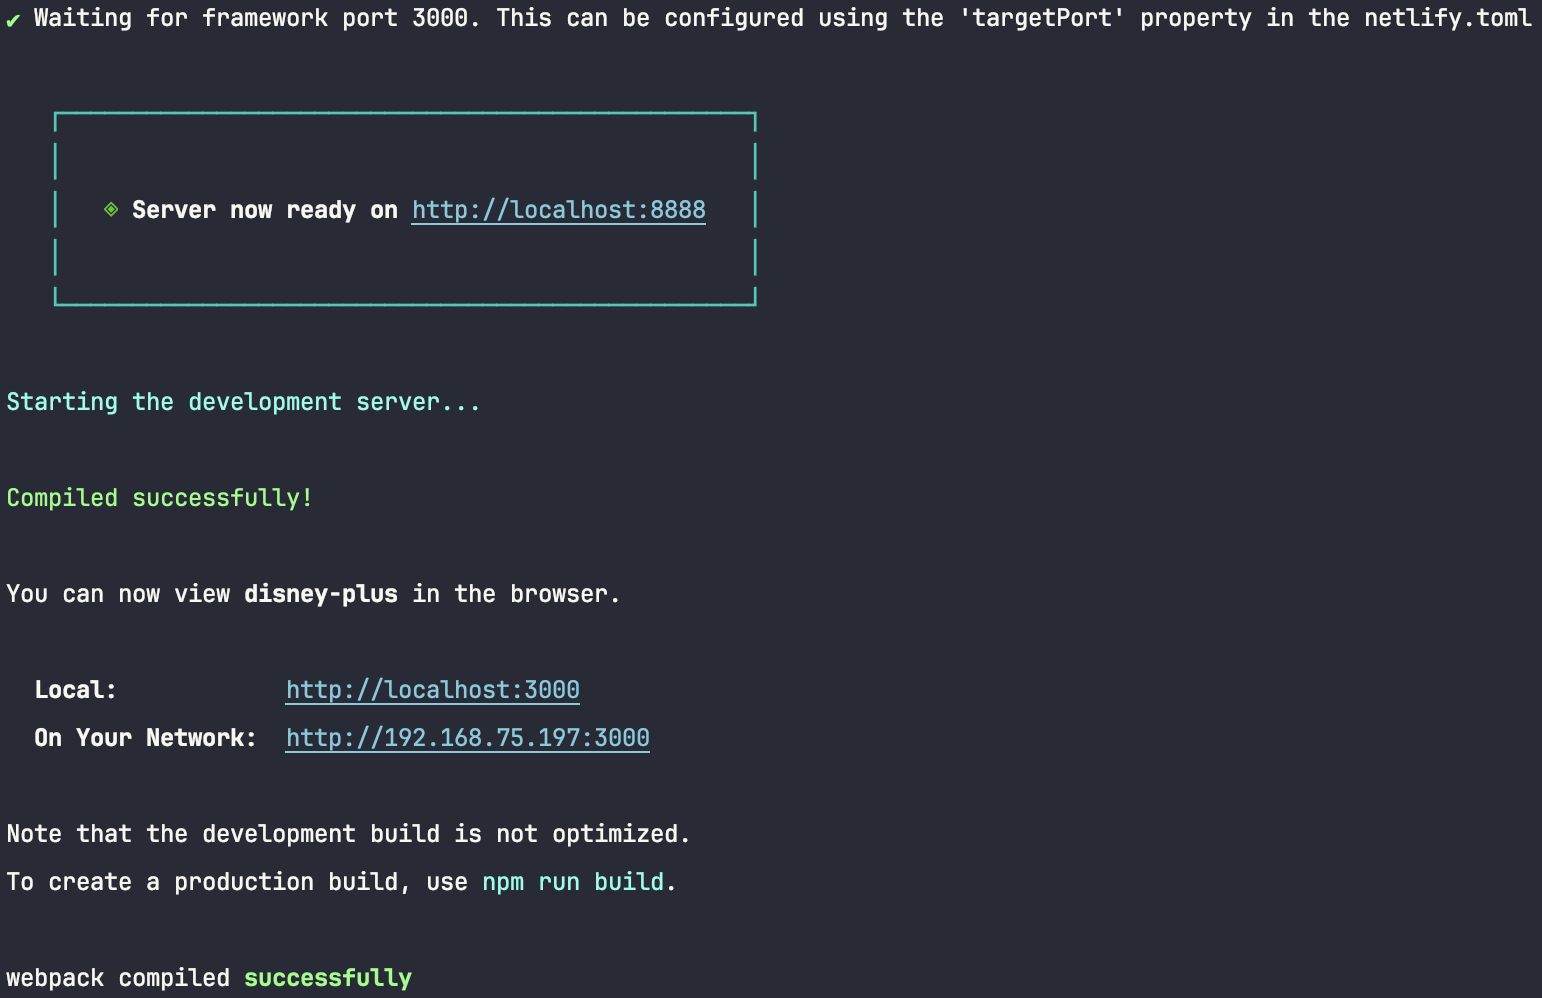 ✔ Waiting for framework port 3000. This can be configured using the 'targetPort' property in the netlify.toml
◈ Server now ready on http://localhost:8888
Starting the development server...
Compiled successfully!
You can now view disney-plus in the browser.
Local: http://localhost:3000
On Your Network: http://192.168.75.197:3000
Note that the development build is not optimized.
To create a production build, use npm run build.
webpack compiled successfully